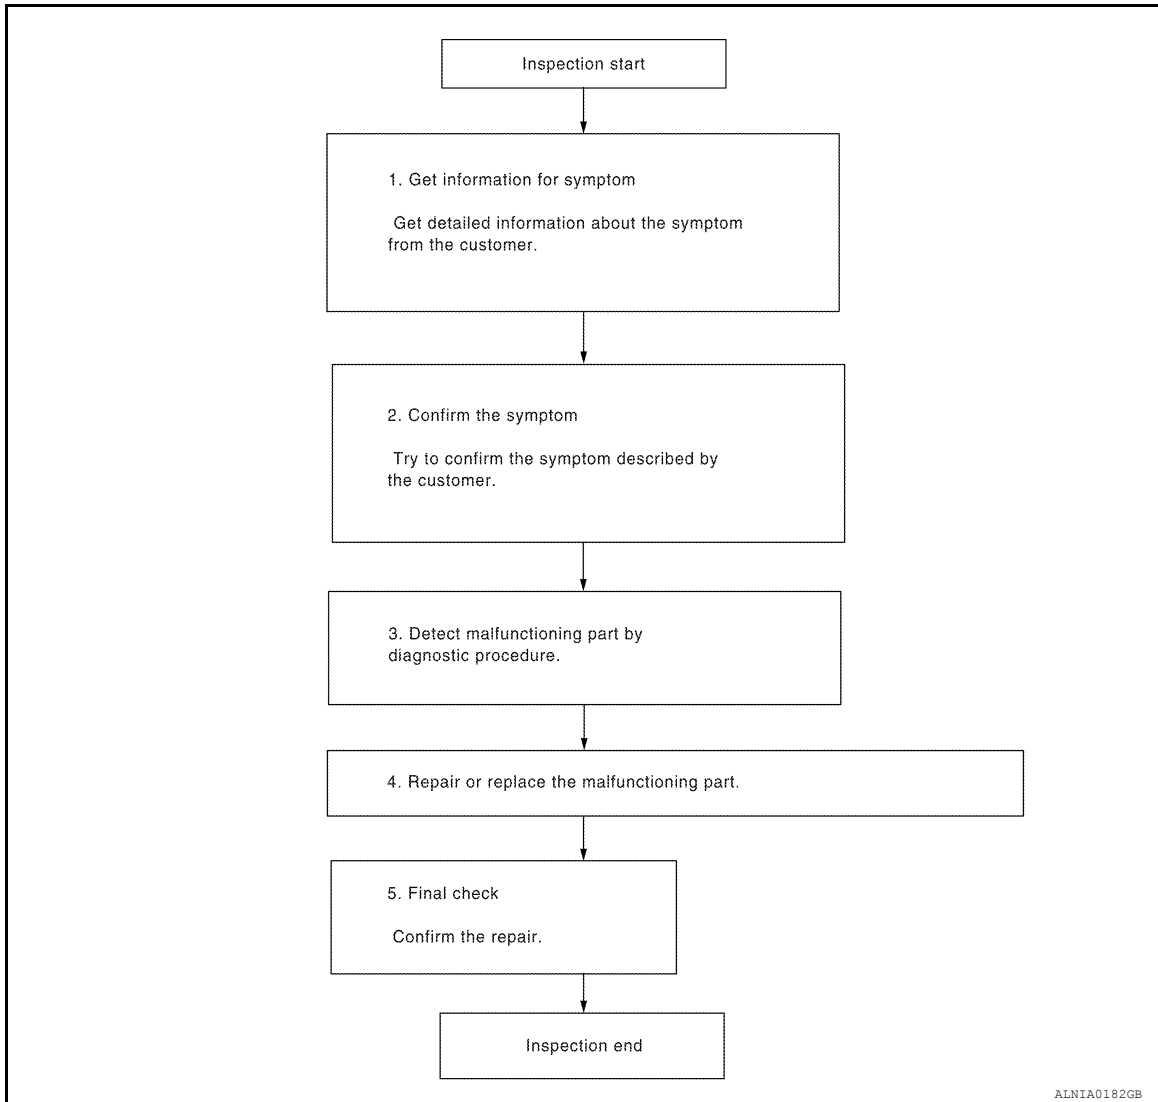 Inspection start
1. Get information for symptom
Get detailed information about the symptom
from the customer.
2. Confirm the symptom
Try to confirm the symptom described by
the customer.
3. Detect malfunctioning part by
diagnostic procedure.
4. Repair or replace the malfunctioning part.
5. Final check
Confirm the repair.
Inspection end
ALNIA0182GB